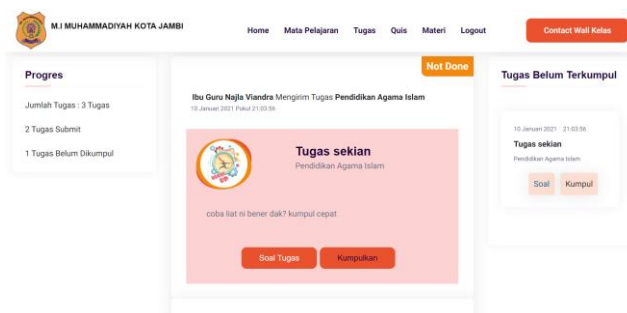 M.I MUHAMMADIYAH KOTA JAMBI
Home Mata Pelajaran Tugas Quis Materi Logout
Contact Wali Kelas
Progres
Jumlah Tugas : 3 Tugas
2 Tugas Submit
1 Tugas Belum Dikumpul
Not Done
Ibu Guru Najla Viandra Mengirim Tugas Pendidikan Agama Islam
10 Januari 2021 Pukul 21:03:56
Tugas sekian
Pendidikan Agama Islam
coba liat ni bener dak? kumpul cepat
Soal Tugas Kumpulkan
Tugas Belum Terkumpul
10 Januari 2021 21:03:56
Tugas sekian
Pendidikan Agama Islam
Soal Kumpul